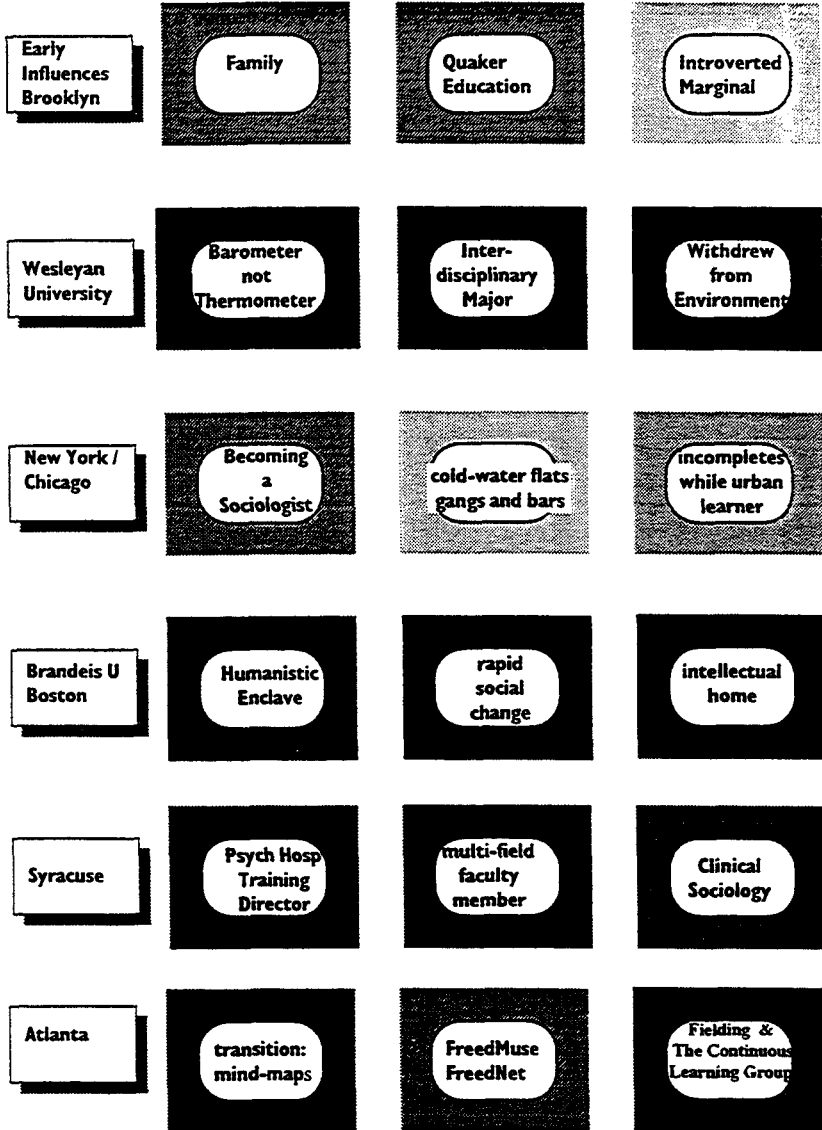 Early
Influences
Brooklyn
Family
Quaker
Education
Introverted
Marginal
Wesleyan
University
Barometer
not
Thermometer
Inter-
disciplinary
Major
Withdrew
from
Environment
New York /
Chicago
Becoming
a
Sociologist
cold-water flats
gangs and bars
incompletes
while urban
learner
Brandeis U
Boston
Humanistic
Enclave
rapid
social
change
intellectual
home
Syracuse
Psych Hosp
Training
Director
multi-field
faculty
member
Clinical
Sociology
Atlanta
transition:
mind-maps
FreedMuse
FreedNet
Fielding &
The Continuous
Learning Group